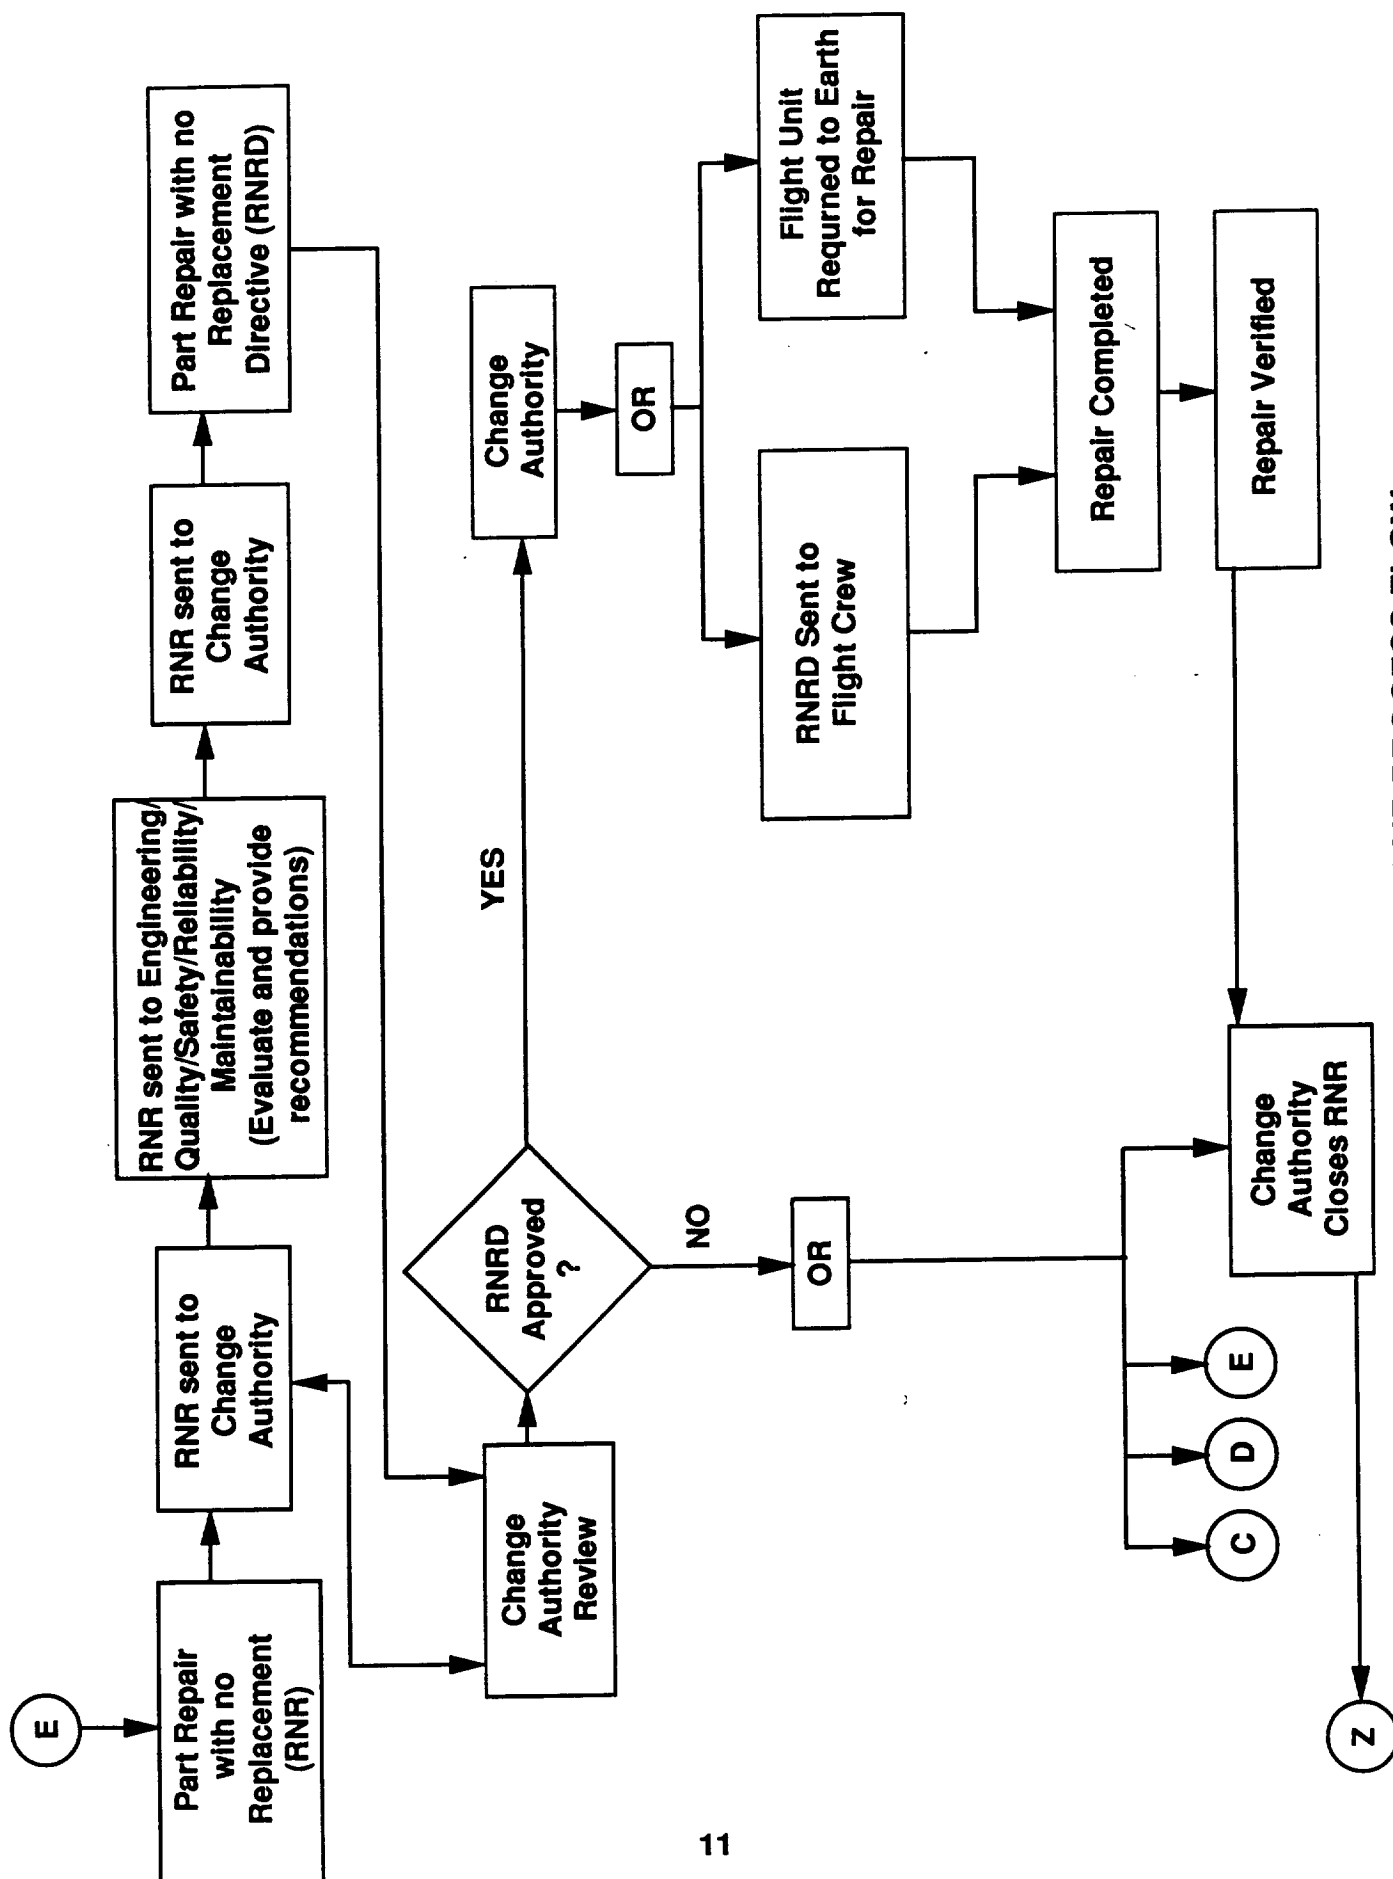 E
Part Repair
with no
Replacement
(RNR)
RNR sent to
Change
Authority
RNR sent to Engineering/
Quality/Safety/Reliability/
Maintainability
(Evaluate and provide
recommendations)
RNR sent to
Change
Authority
Part Repair with no
Replacement
Directive (RNRD)
Change
Authority
Review
RNRD
Approved
?
YES
NO
Change
Authority
OR
RNRD Sent to
Flight Crew
Flight Unit
Requrned to Earth
for Repair
Repair Completed
Repair Verified
OR
C
D
E
Change
Authority
Closes RNR
Z
11